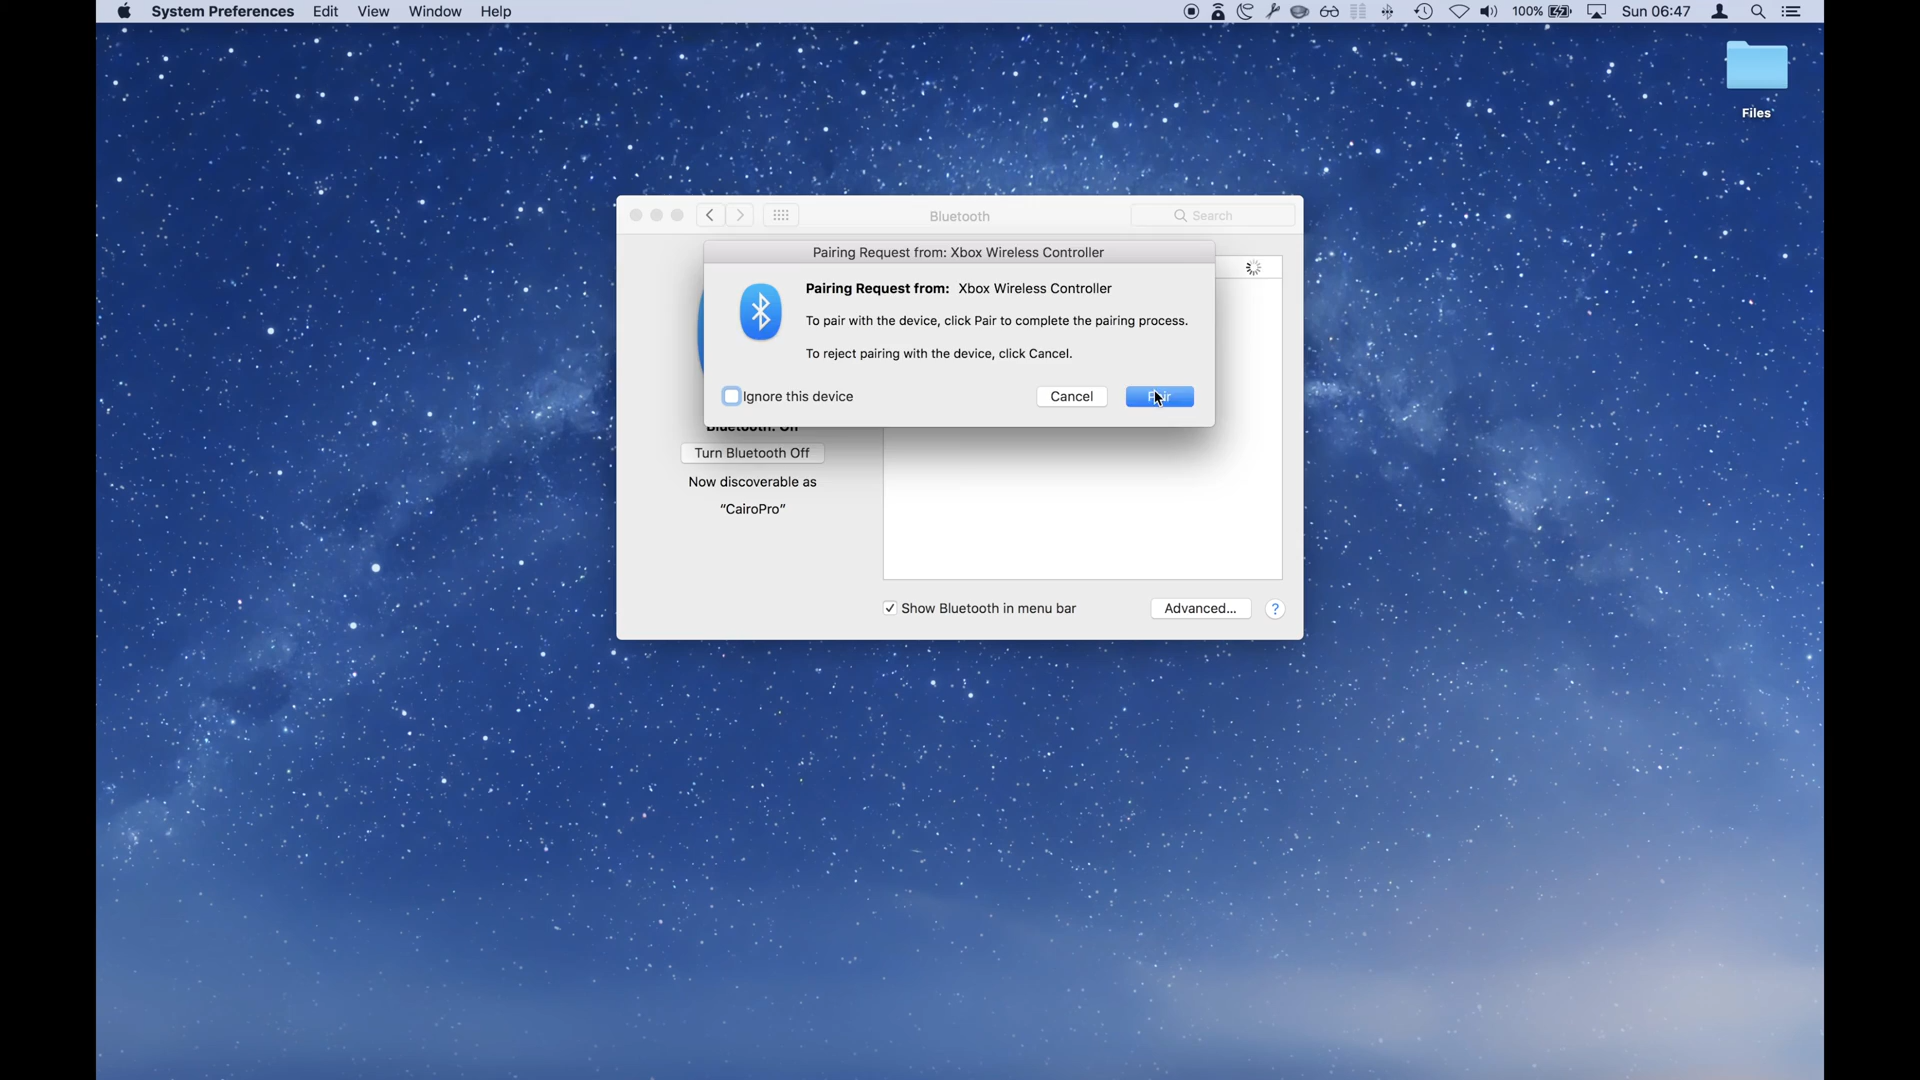 System Preferences Edit View Window Help
100% Sun 06:47
Files
Bluetooth
Search
Pairing Request from: Xbox Wireless Controller
Pairing Request from: Xbox Wireless Controller
To pair with the device, click Pair to complete the pairing process.
To reject pairing with the device, click Cancel.
Ignore this device
Cancel
Pair
Bluetooth: On
Turn Bluetooth Off
Now discoverable as
“CairoPro”
Show Bluetooth in menu bar
Advanced...
?